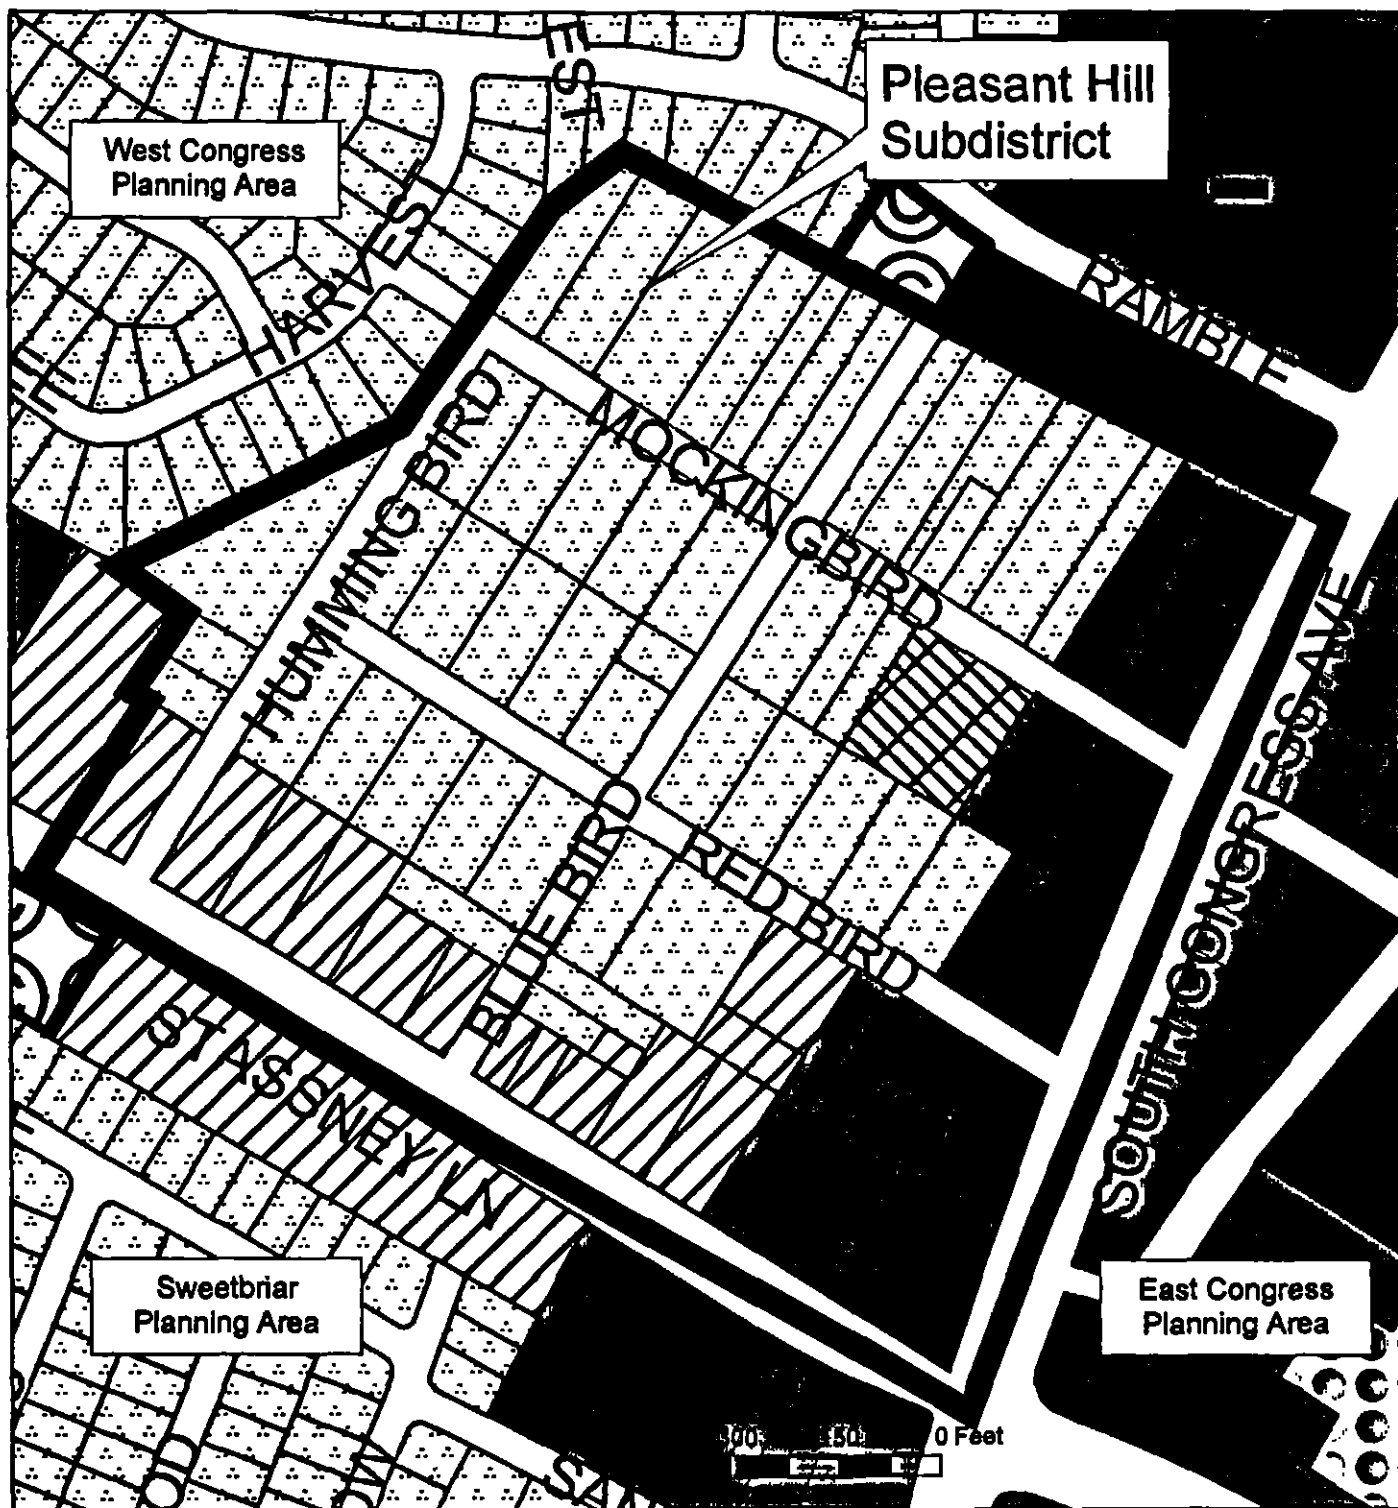 EST
Pleasant Hill
Subdistrict
West Congress
Planning Area
HARVEST
RAMBLE
MOCKINGBIRD
HUMMING BIRD
SOUTH CONGRESS AVE
BLUE BIRD
RED BIRD
STASSNEY LN
Sweetbriar
Planning Area
East Congress
Planning Area
0 Feet